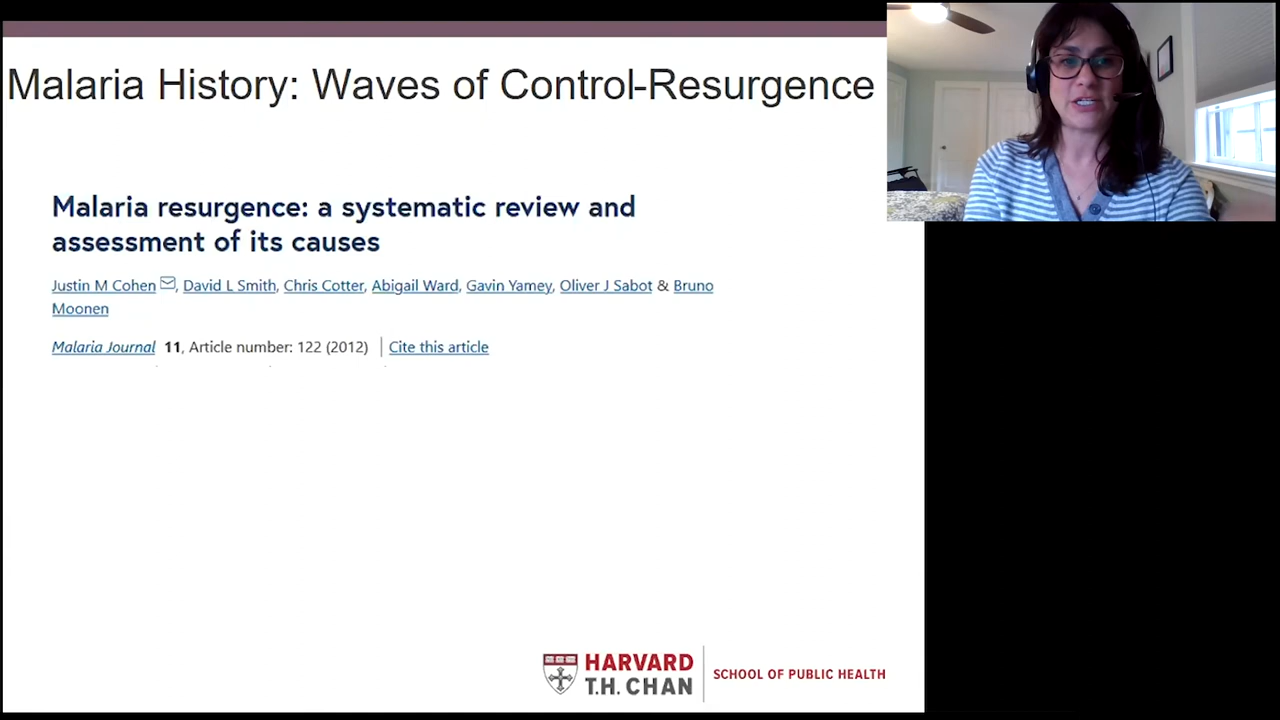 Malaria History: Waves of Control-Resurgence
Malaria resurgence: a systematic review and
assessment of its causes
Justin M Cohen, David L Smith, Chris Cotter, Abigail Ward, Gavin Yamey, Oliver J Sabot & Bruno
Moonen
Malaria Journal 11, Article number: 122 (2012) | Cite this article
HARVARD
T.H. CHAN
SCHOOL OF PUBLIC HEALTH